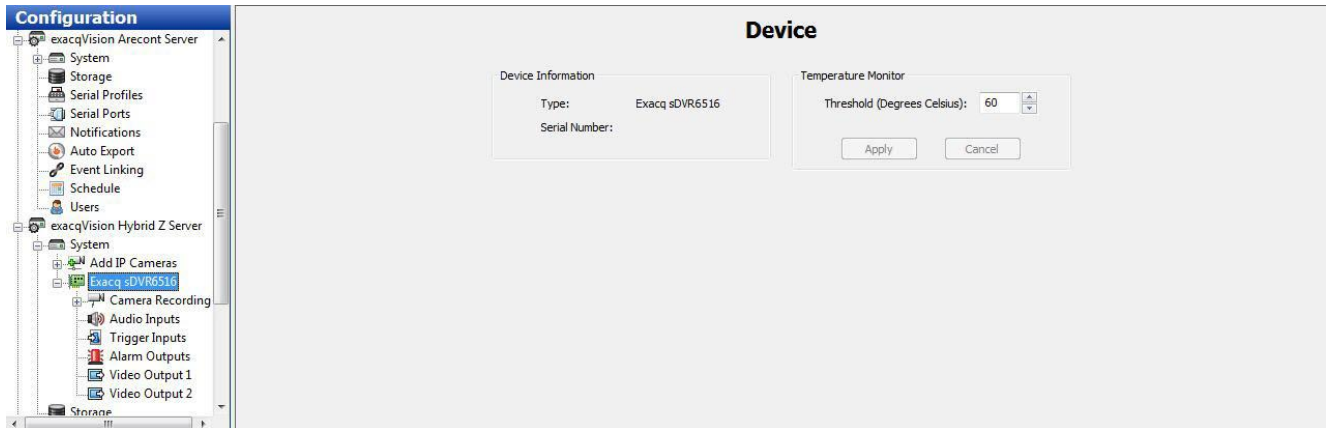 Configuration
exacqVision Arecont Server
System
Storage
Serial Profiles
Serial Ports
Notifications
Auto Export
Event Linking
Schedule
Users
exacqVision Hybrid Z Server
System
Add IP Cameras
Exacq sDVR6516
Camera Recording
Audio Inputs
Trigger Inputs
Alarm Outputs
Video Output 1
Video Output 2
Storage
Device
Device Information
Type: Exacq sDVR6516
Serial Number:
Temperature Monitor
Threshold (Degrees Celsius): 60
Apply Cancel